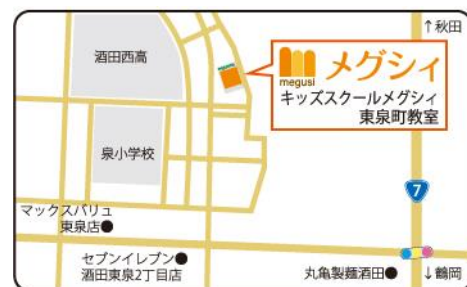 ↑秋田
酒田西高
メグシィ
megusi
キッズスクールメグシィ
東泉町教室
泉小学校
7
マックスバリュ
東泉店●
セブンイレブン●
酒田東泉2丁目店
丸亀製麺酒田●
↓鶴岡